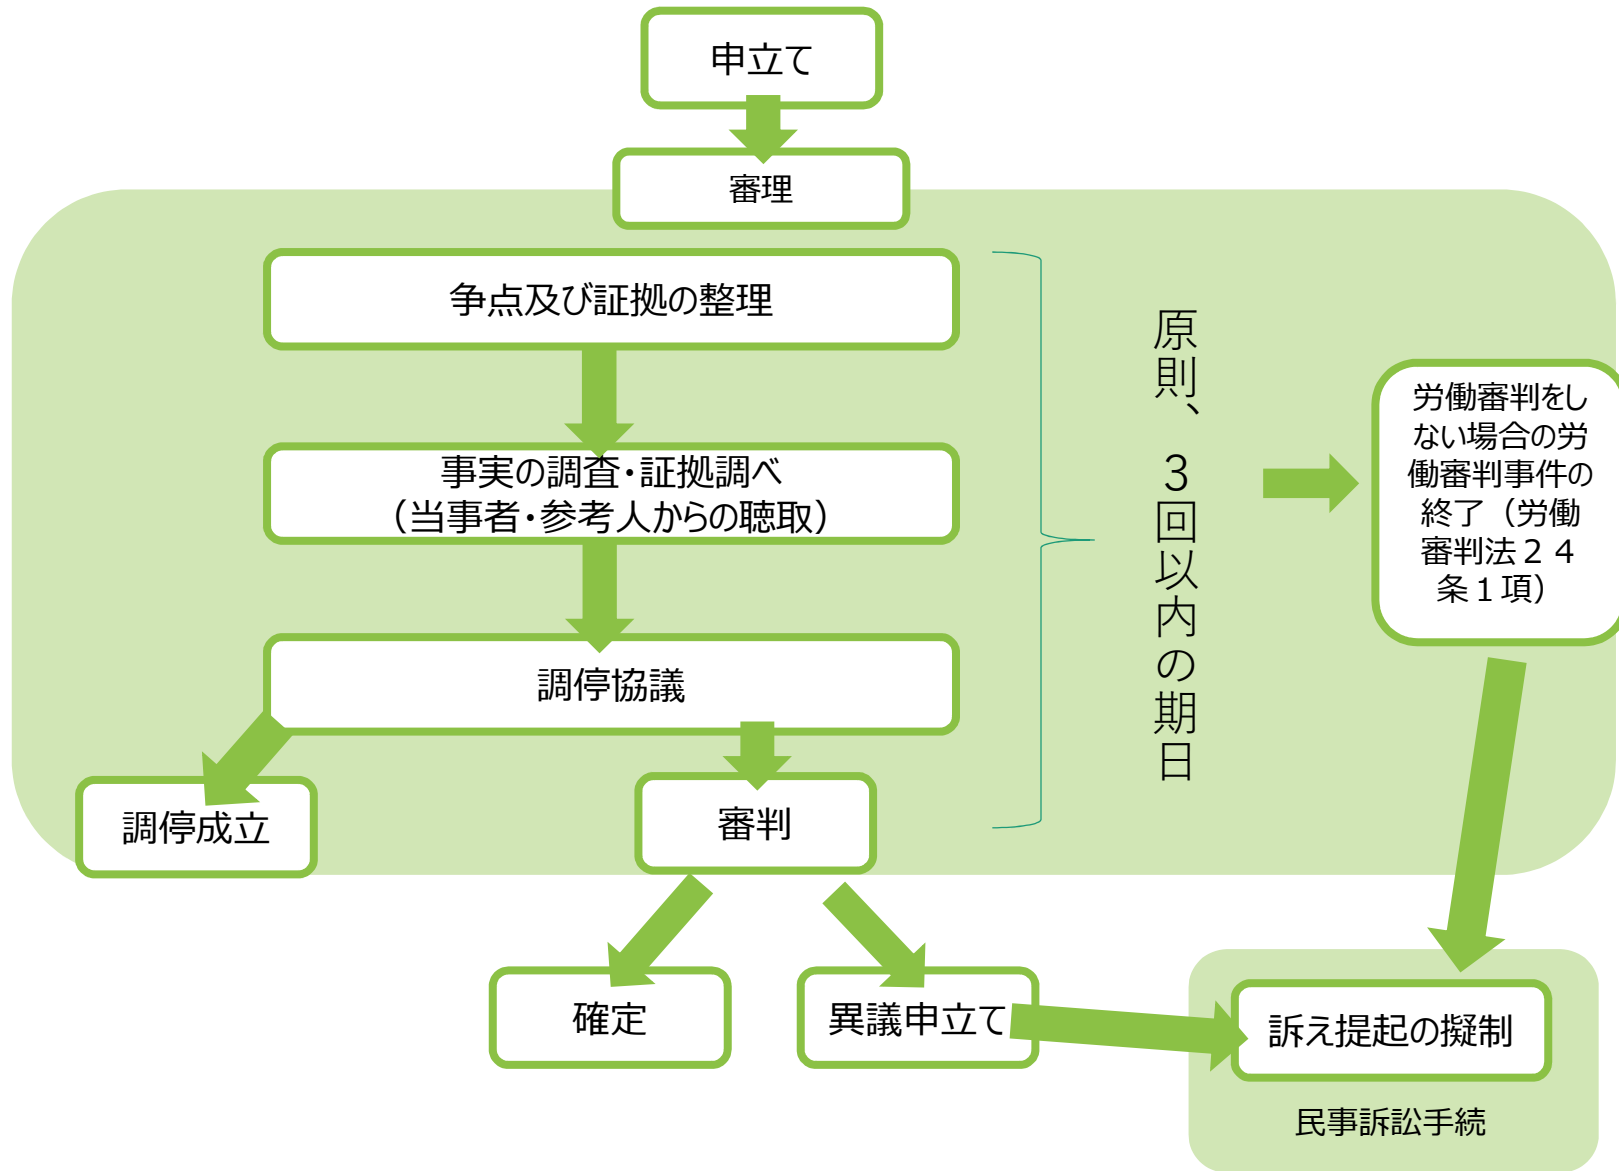 申立て
審理
争点及び証拠の整理
事実の調査・証拠調べ
（当事者・参考人からの聴取）
調停協議
調停成立
審判
原則、３回以内の期日
労働審判をし
ない場合の労
働審判事件の
終了（労働
審判法２４
条１項）
確定
異議申立て
訴え提起の擬制
民事訴訟手続